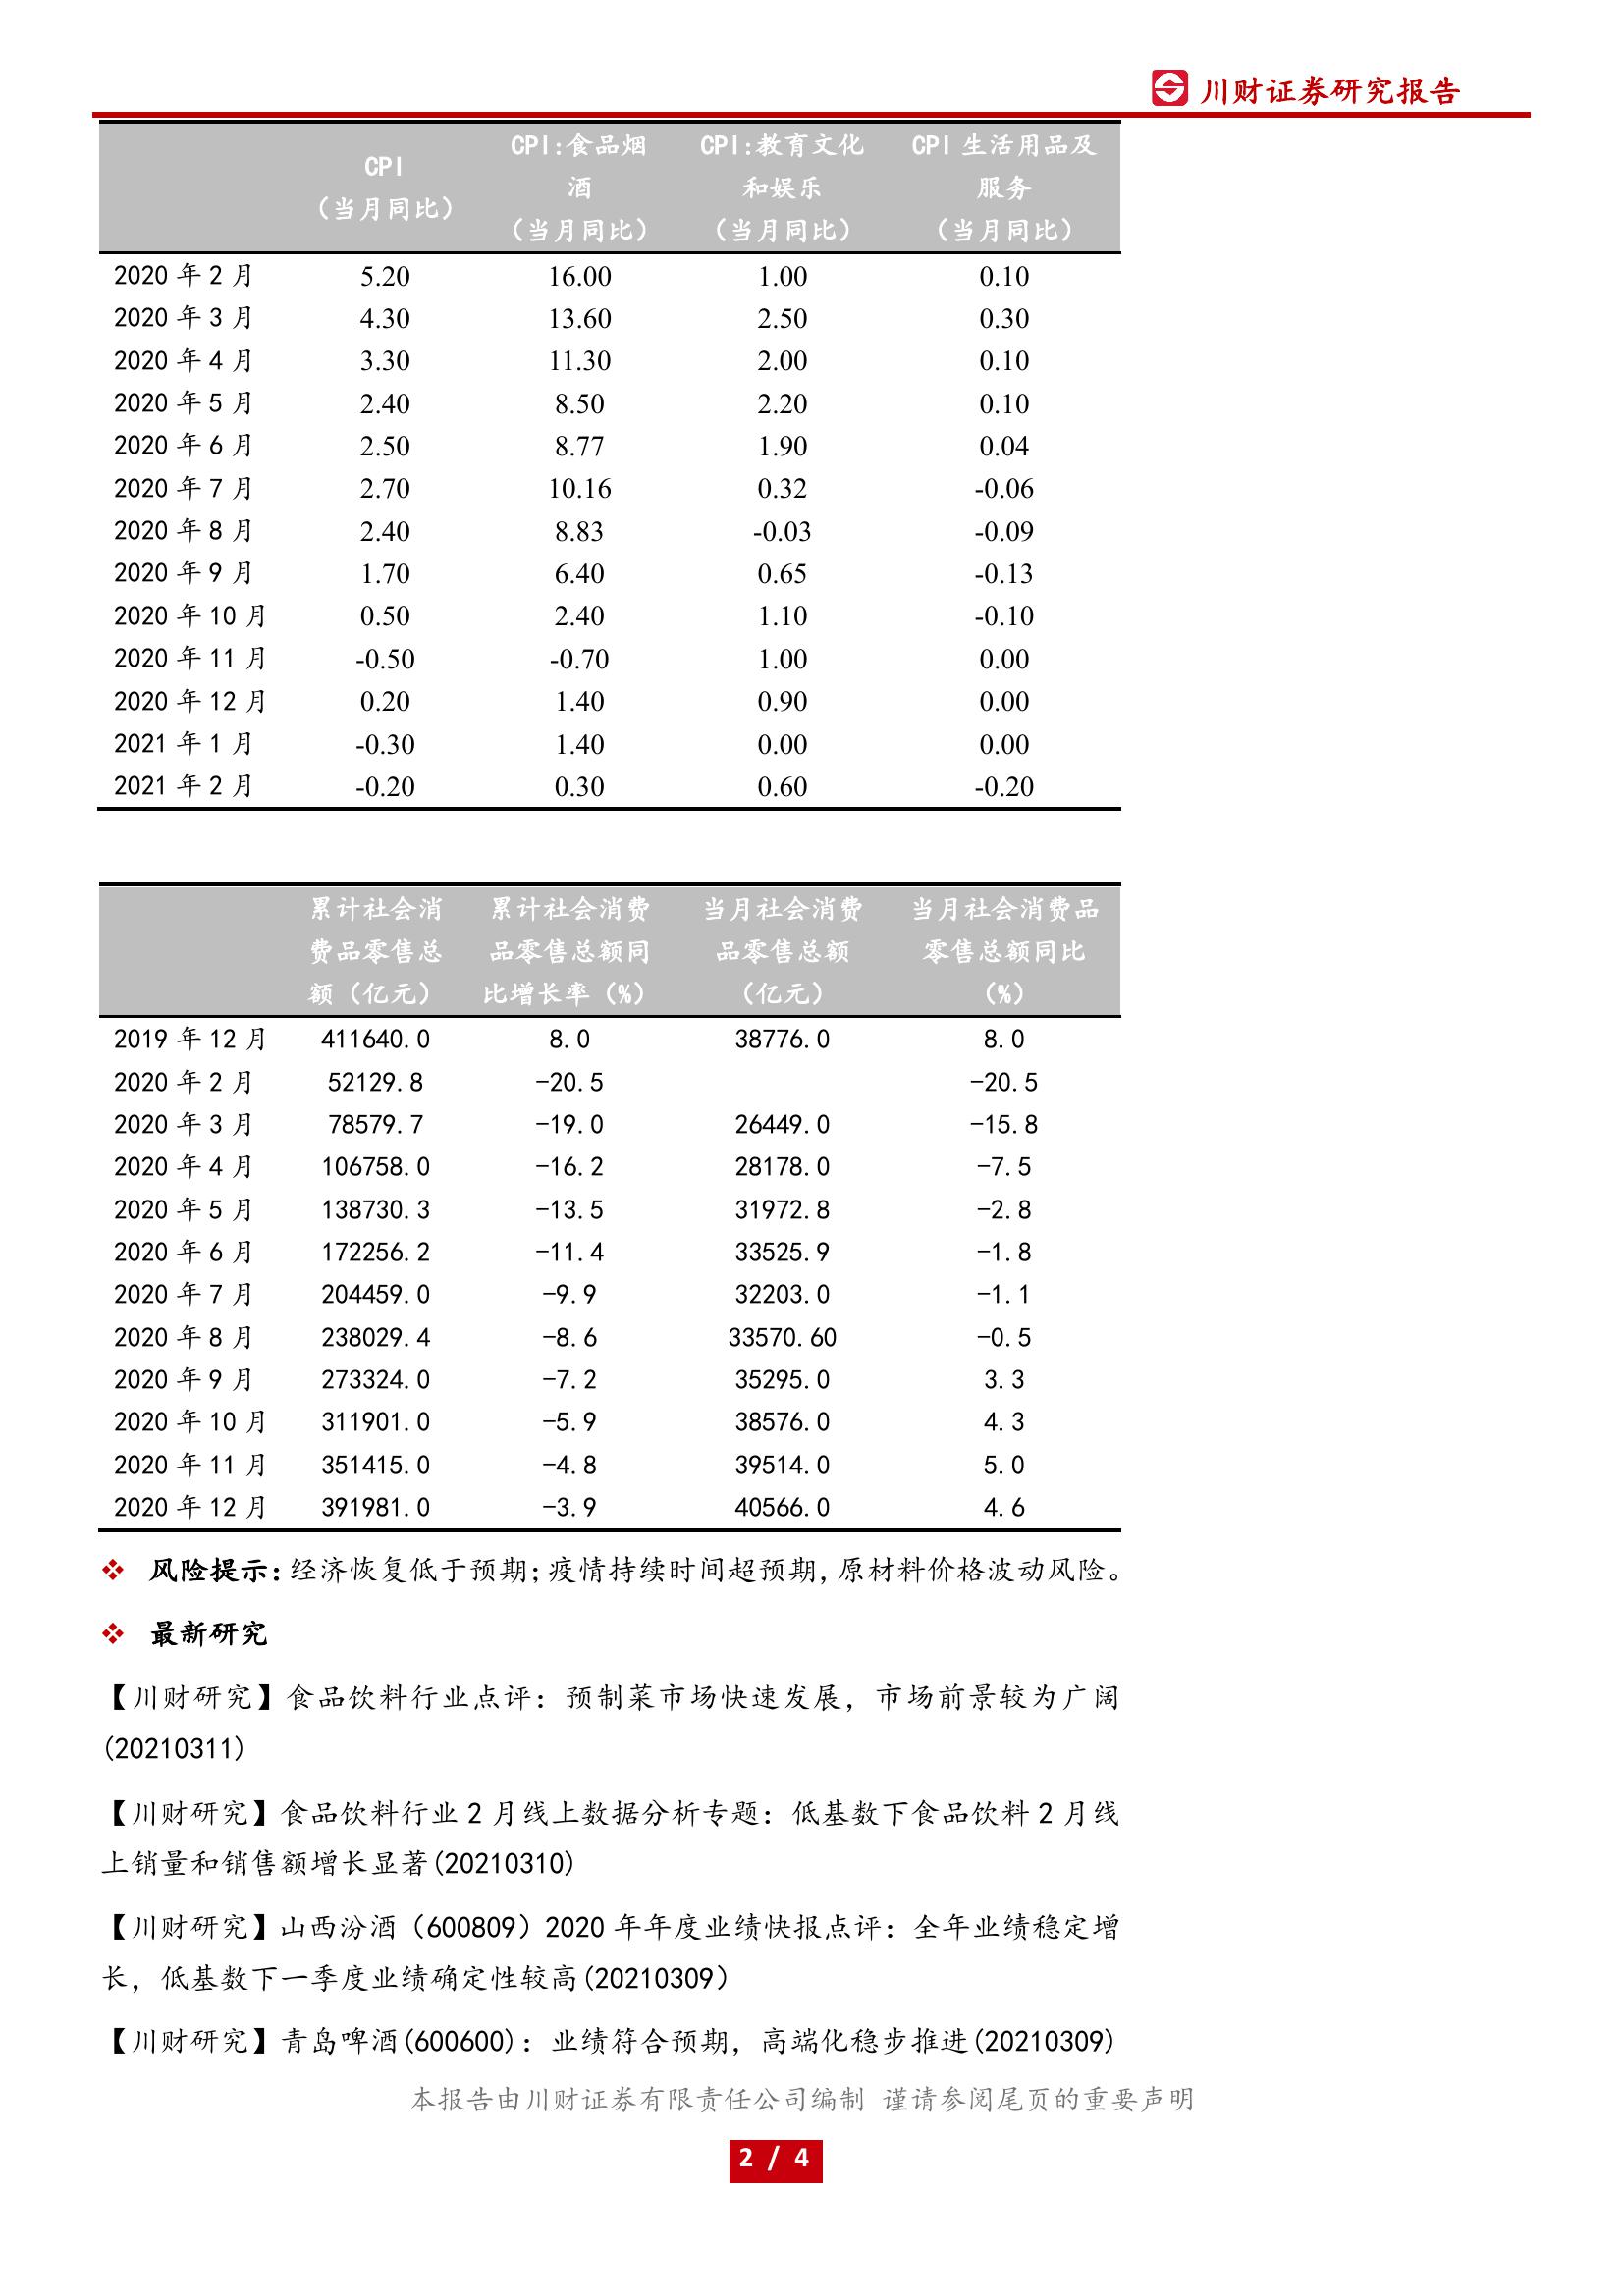 川财证券研究报告
CPI
（当月同比）
CPI:食品烟
酒
（当月同比）
CPI:教育文化
和娱乐
（当月同比）
CPI 生活用品及
服务
（当月同比）
2020 年 2 月 5.20 16.00 1.00 0.10
2020 年 3 月 4.30 13.60 2.50 0.30
2020 年 4 月 3.30 11.30 2.00 0.10
2020 年 5 月 2.40 8.50 2.20 0.10
2020 年 6 月 2.50 8.77 1.90 0.04
2020 年 7 月 2.70 10.16 0.32 -0.06
2020 年 8 月 2.40 8.83 -0.03 -0.09
2020 年 9 月 1.70 6.40 0.65 -0.13
2020 年 10 月 0.50 2.40 1.10 -0.10
2020 年 11 月 -0.50 -0.70 1.00 0.00
2020 年 12 月 0.20 1.40 0.90 0.00
2021 年 1 月 -0.30 1.40 0.00 0.00
2021 年 2 月 -0.20 0.30 0.60 -0.20
累计社会消
费品零售总
额（亿元）
累计社会消费
品零售总额同
比增长率（%）
当月社会消费
品零售总额
（亿元）
当月社会消费品
零售总额同比
（%）
2019 年 12 月 411640.0 8.0 38776.0 8.0
2020 年 2 月 52129.8 -20.5 -20.5
2020 年 3 月 78579.7 -19.0 26449.0 -15.8
2020 年 4 月 106758.0 -16.2 28178.0 -7.5
2020 年 5 月 138730.3 -13.5 31972.8 -2.8
2020 年 6 月 172256.2 -11.4 33525.9 -1.8
2020 年 7 月 204459.0 -9.9 32203.0 -1.1
2020 年 8 月 238029.4 -8.6 33570.60 -0.5
2020 年 9 月 273324.0 -7.2 35295.0 3.3
2020 年 10 月 311901.0 -5.9 38576.0 4.3
2020 年 11 月 351415.0 -4.8 39514.0 5.0
2020 年 12 月 391981.0 -3.9 40566.0 4.6
❖ 风险提示：经济恢复低于预期；疫情持续时间超预期，原材料价格波动风险。
❖ 最新研究
【川财研究】食品饮料行业点评：预制菜市场快速发展，市场前景较为广阔
(20210311)
【川财研究】食品饮料行业 2 月线上数据分析专题：低基数下食品饮料 2 月线
上销量和销售额增长显著(20210310)
【川财研究】山西汾酒（600809）2020 年年度业绩快报点评：全年业绩稳定增
长，低基数下一季度业绩确定性较高(20210309）
【川财研究】青岛啤酒(600600)：业绩符合预期，高端化稳步推进(20210309)
本报告由川财证券有限责任公司编制 谨请参阅尾页的重要声明
2 / 4